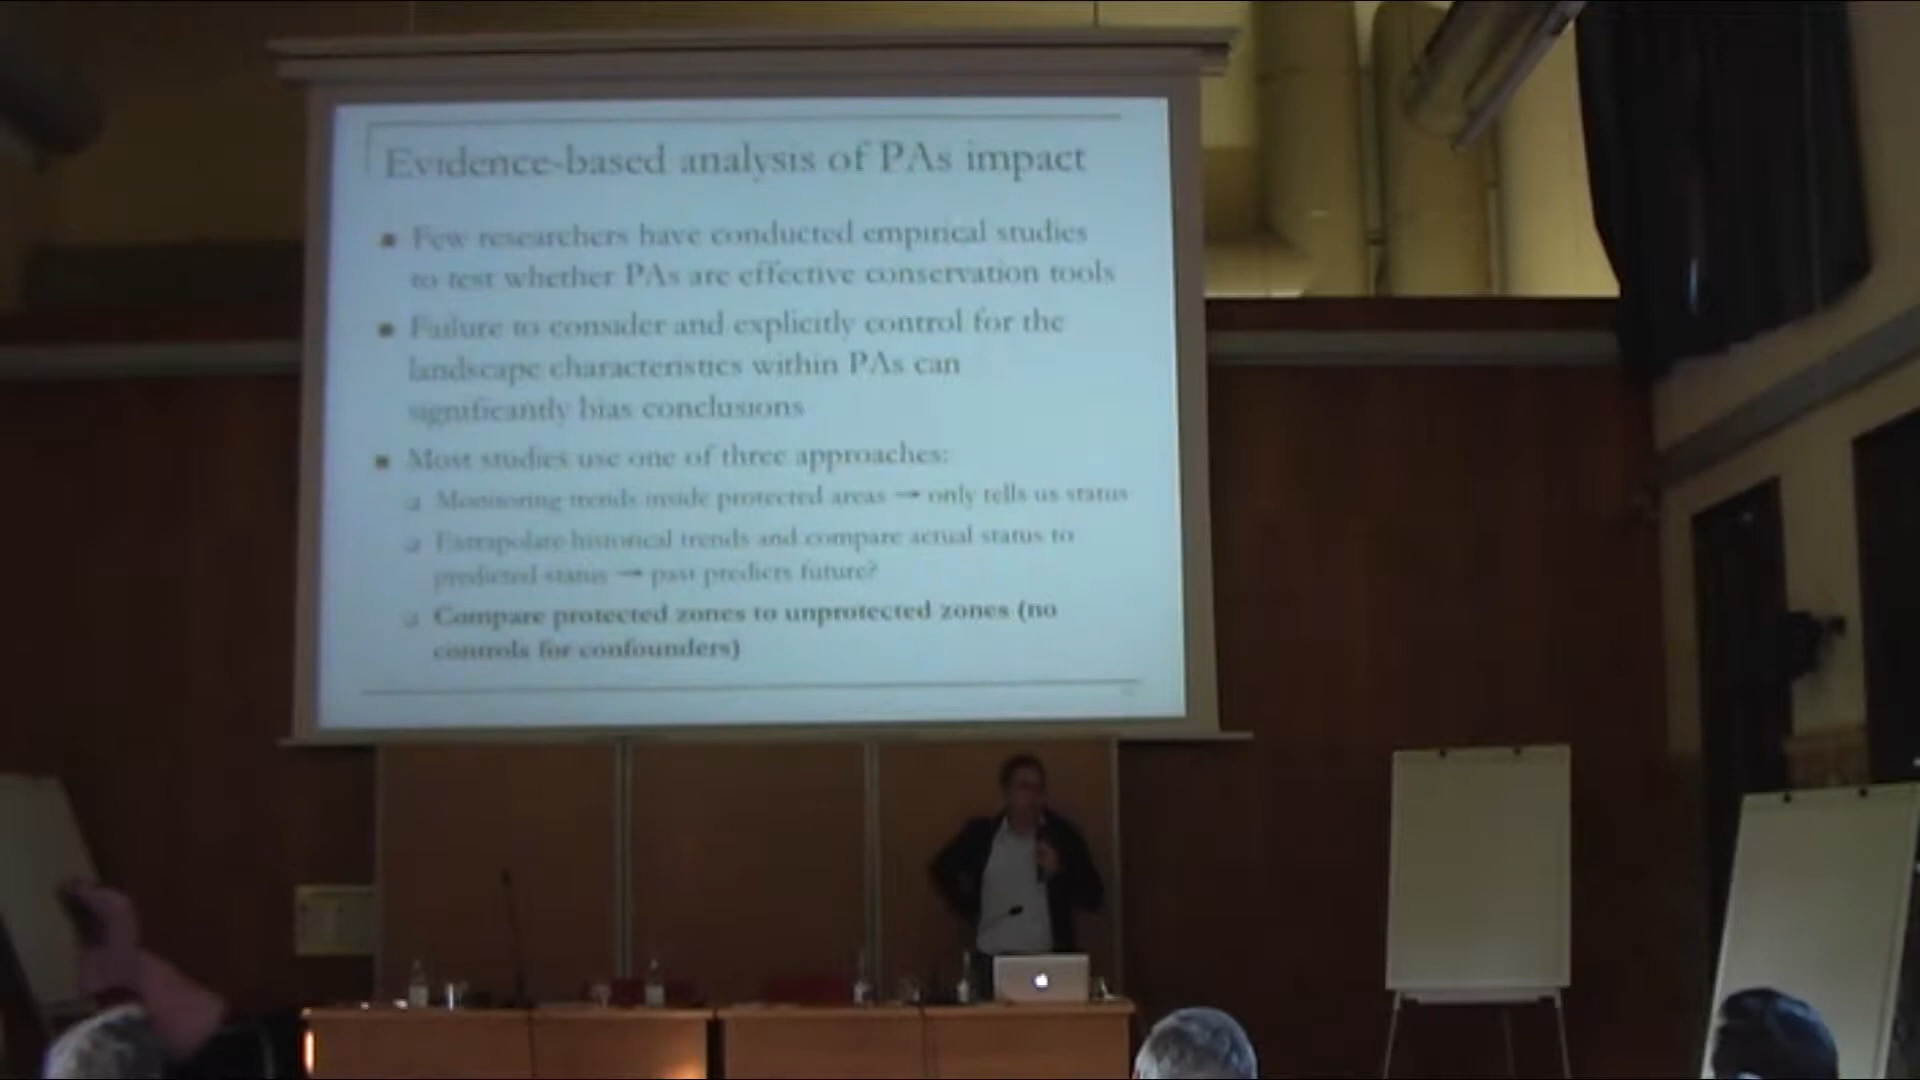 Evidence-based analysis of PAs impact
Few researchers have conducted empirical studies
to test whether PAs are effective conservation tools
Failure to consider and explicitly control for the
landscape characteristics within PAs can
significantly bias conclusions
Most studies use one of three approaches:
Monitoring trends inside protected areas → only tells us status
Extrapolate historical trends and compare actual status to
predicted status → past predicts future?
Compare protected zones to unprotected zones (no
controls for confounders)